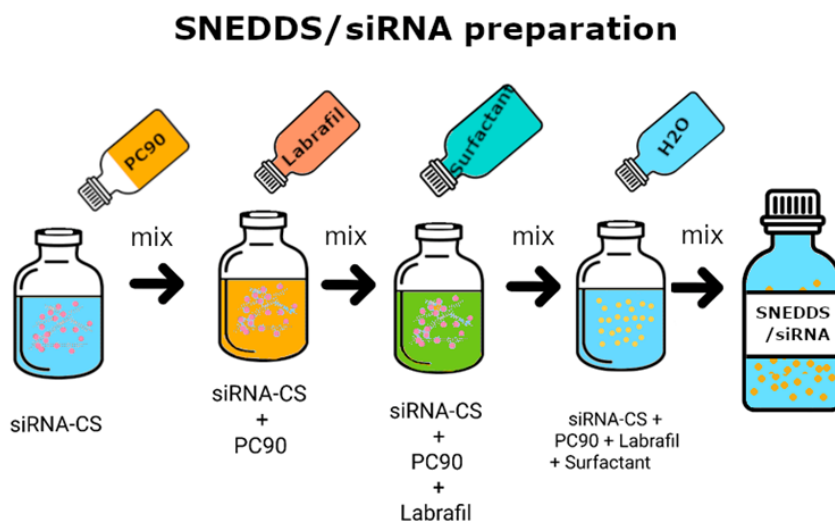 SNEDDS/siRNA preparation
PC90
Labrafil
Surfactant
H2O
mix
mix
mix
mix
SNEDDS
/siRNA
siRNA-CS
siRNA-CS
+
PC90
siRNA-CS
+
PC90
+
Labrafil
siRNA-CS +
PC90 + Labrafil
+ Surfactant